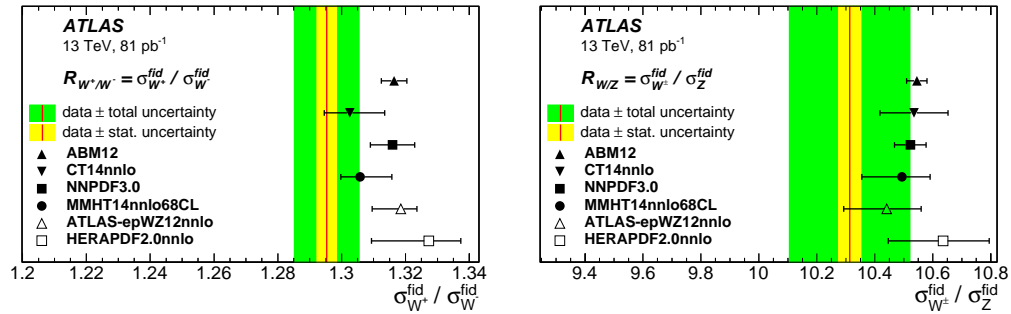 ATLAS
13 TeV, 81 pb⁻¹
R_{W⁺/W⁻} = σ^{fid}_{W⁺} / σ^{fid}_{W⁻}
data ± total uncertainty
data ± stat. uncertainty
ABM12
CT14nnlo
NNPDF3.0
MMHT14nnlo68CL
ATLAS-epWZ12nnlo
HERAPDF2.0nnlo
1.2 1.22 1.24 1.26 1.28 1.3 1.32 1.34
σ^{fid}_{W⁺} / σ^{fid}_{W⁻}
ATLAS
13 TeV, 81 pb⁻¹
R_{W/Z} = σ^{fid}_{W^±} / σ^{fid}_Z
data ± total uncertainty
data ± stat. uncertainty
ABM12
CT14nnlo
NNPDF3.0
MMHT14nnlo68CL
ATLAS-epWZ12nnlo
HERAPDF2.0nnlo
9.4 9.6 9.8 10 10.2 10.4 10.6 10.8
σ^{fid}_{W^±} / σ^{fid}_Z